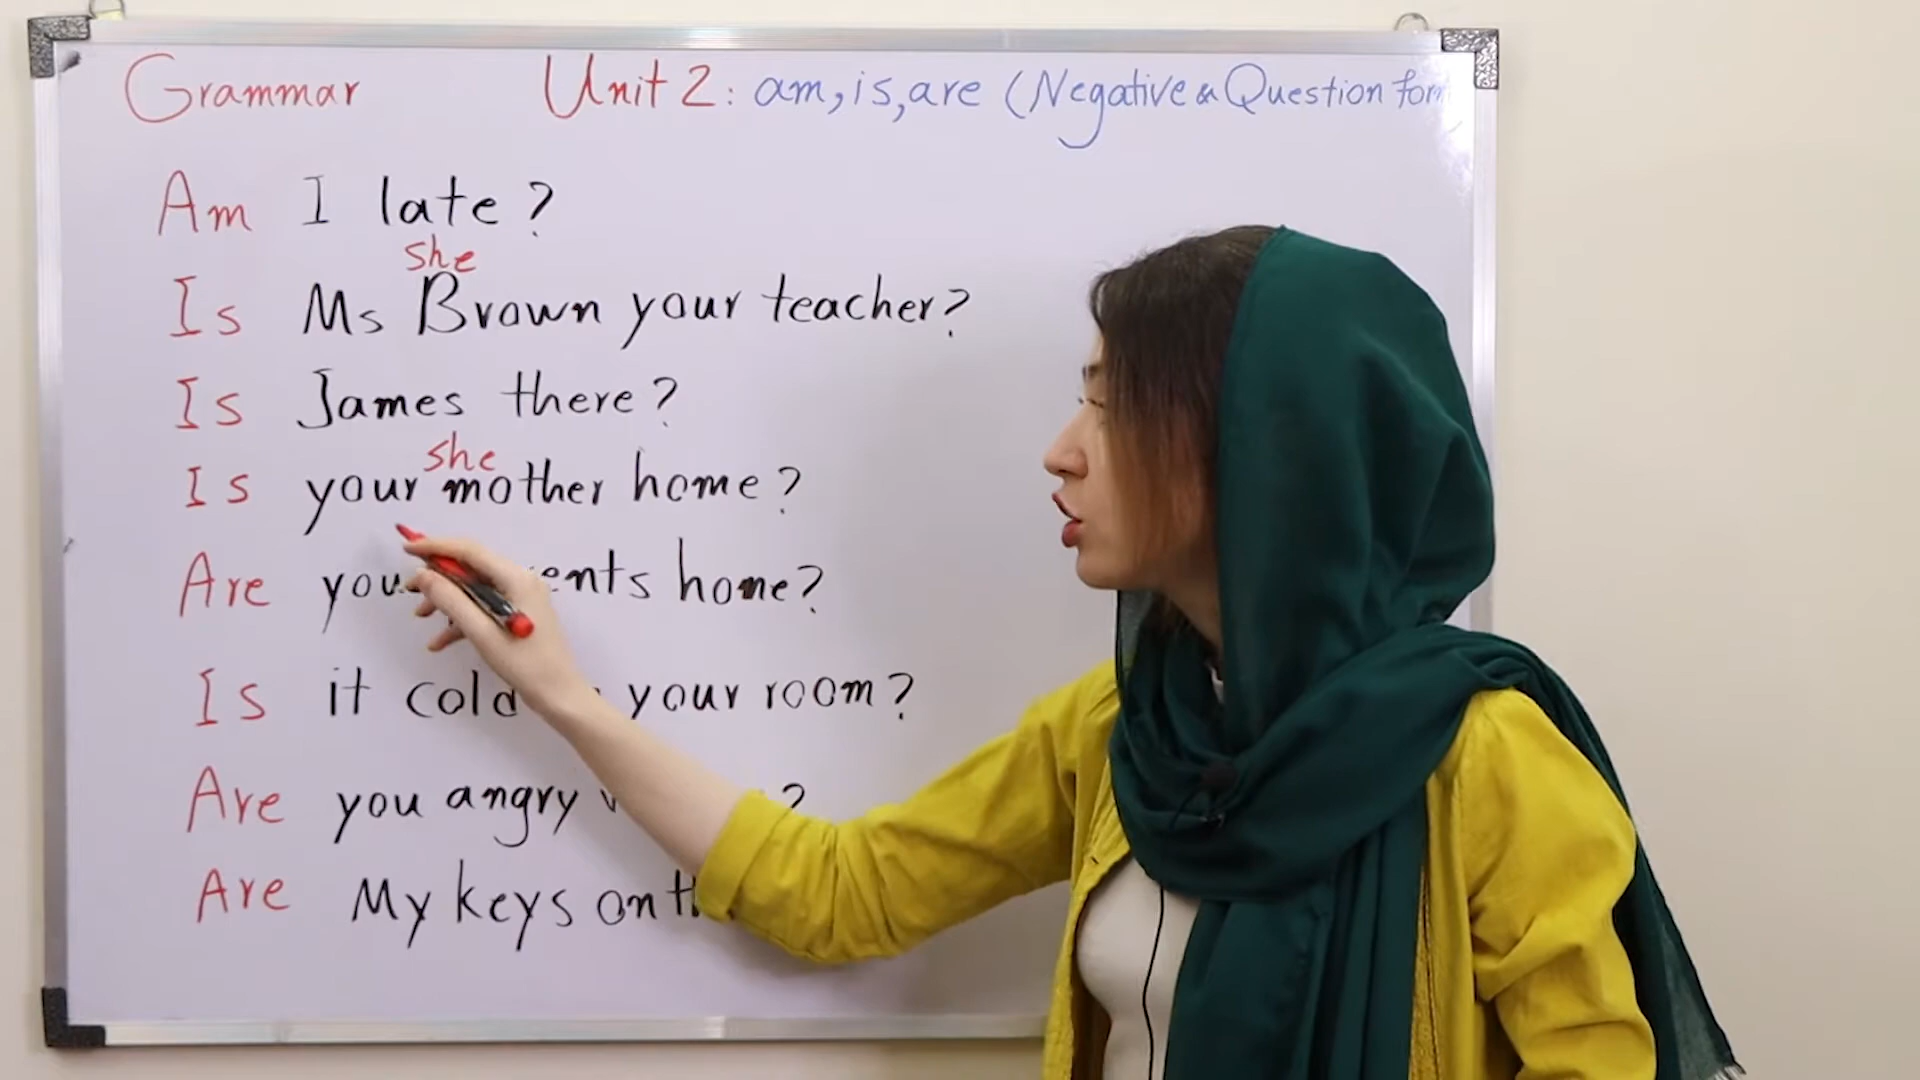 Grammar Unit 2: am, is, are (Negative & Question form
Am I late?
she
Is Ms Brown your teacher?
Is James there?
she
Is your mother home?
Are home?
Is it cold your room?
Are you angry ?
Are My keys on